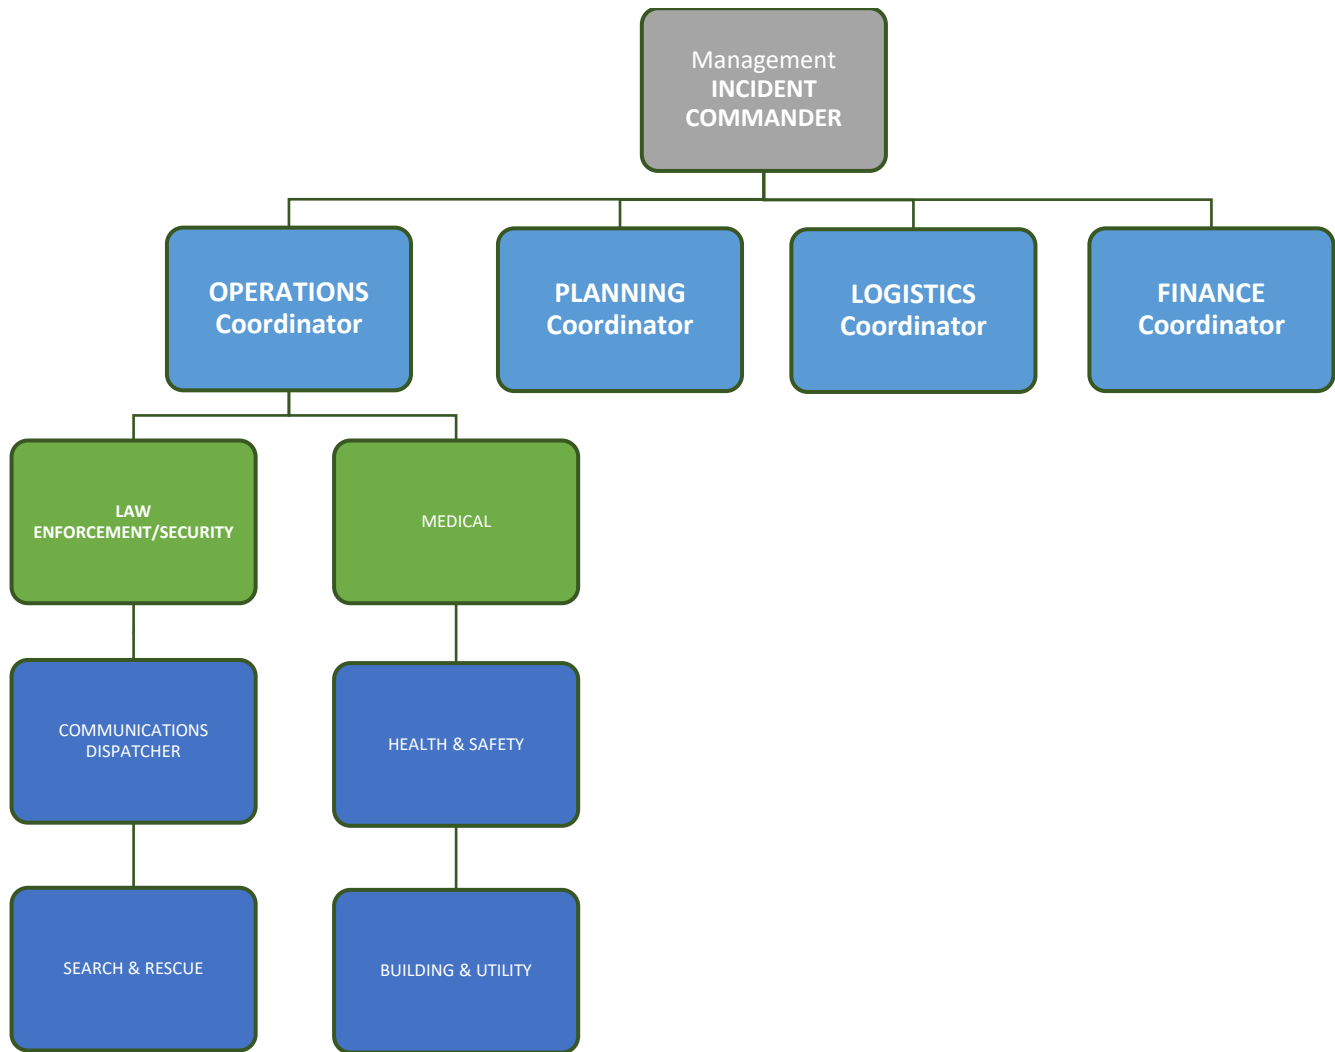 Management
INCIDENT
COMMANDER
OPERATIONS
Coordinator
PLANNING
Coordinator
LOGISTICS
Coordinator
FINANCE
Coordinator
LAW
ENFORCEMENT/SECURITY
MEDICAL
COMMUNICATIONS
DISPATCHER
HEALTH & SAFETY
SEARCH & RESCUE
BUILDING & UTILITY